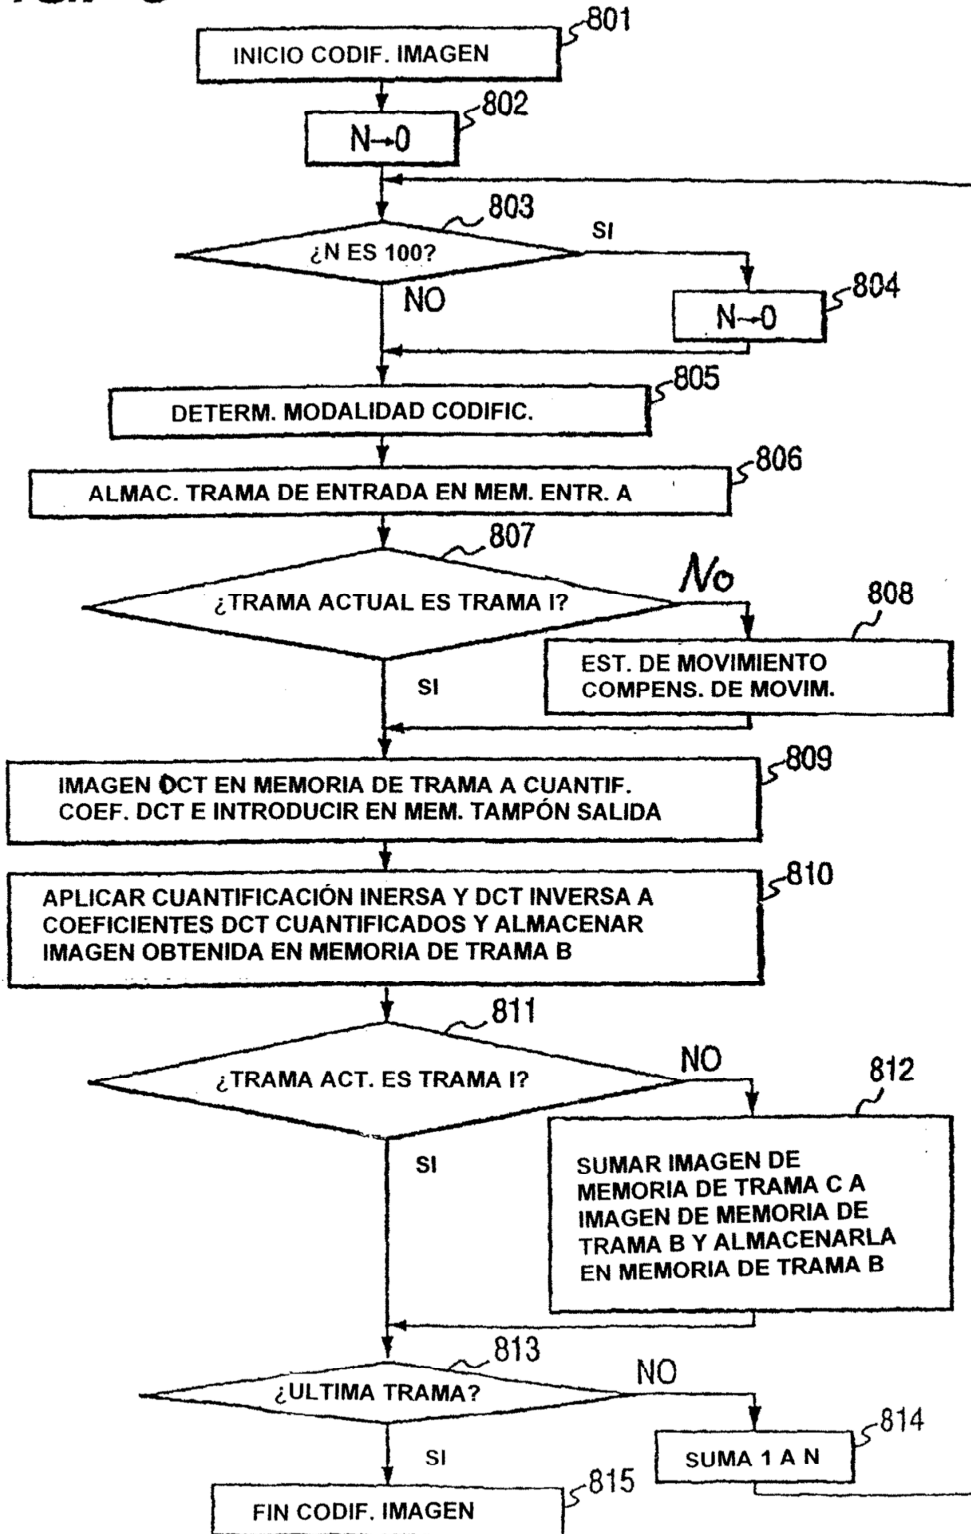 801
INICIO CODIF. IMAGEN
802
N→0
803
¿N ES 100?
SI
NO
804
N→0
805
DETERM. MODALIDAD CODIFIC.
806
ALMAC. TRAMA DE ENTRADA EN MEM. ENTR. A
807
¿TRAMA ACTUAL ES TRAMA I?
No
SI
808
EST. DE MOVIMIENTO
COMPENS. DE MOVIM.
809
IMAGEN DCT EN MEMORIA DE TRAMA A CUANTIF.
COEF. DCT E INTRODUCIR EN MEM. TAMPÓN SALIDA
810
APLICAR CUANTIFICACIÓN INERSA Y DCT INVERSA A
COEFICIENTES DCT CUANTIFICADOS Y ALMACENAR
IMAGEN OBTENIDA EN MEMORIA DE TRAMA B
811
¿TRAMA ACT. ES TRAMA I?
NO
SI
812
SUMAR IMAGEN DE
MEMORIA DE TRAMA C A
IMAGEN DE MEMORIA DE
TRAMA B Y ALMACENARLA
EN MEMORIA DE TRAMA B
813
¿ULTIMA TRAMA?
NO
SI
814
SUMA 1 A N
815
FIN CODIF. IMAGEN